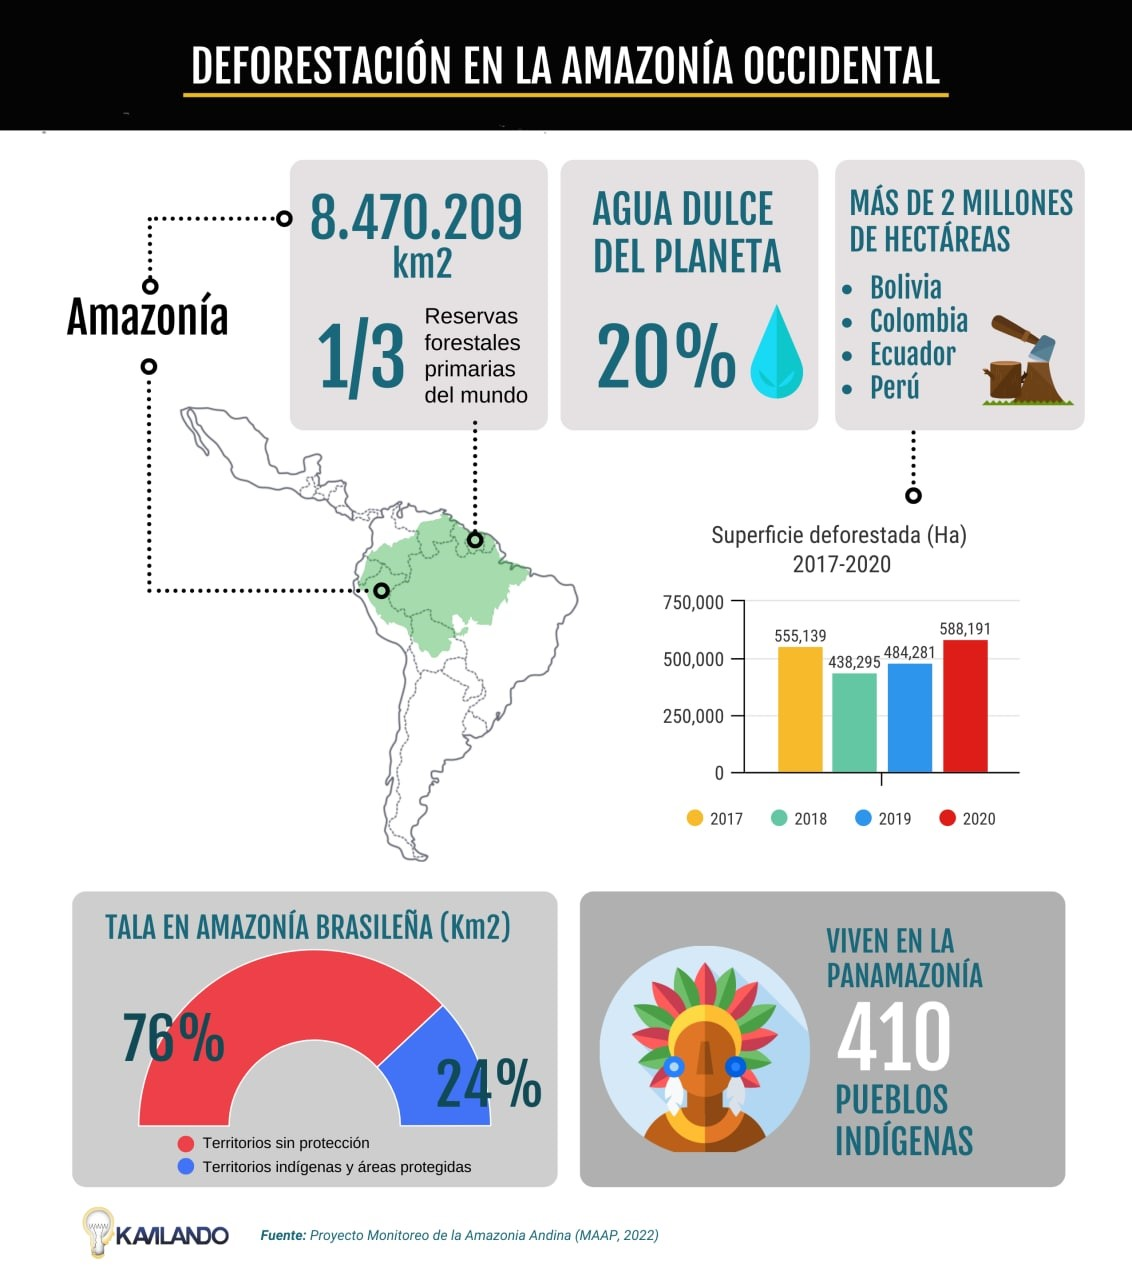 DEFORESTACIÓN EN LA AMAZONÍA OCCIDENTAL
Amazonía
8.470.209
km2
1/3
Reservas
forestales
primarias
del mundo
AGUA DULCE
DEL PLANETA
20%
MÁS DE 2 MILLONES
DE HECTÁREAS
• Bolivia
• Colombia
• Ecuador
• Perú
Superficie deforestada (Ha)
2017-2020
750,000
500,000
250,000
0
555,139
438,295
484,281
588,191
2017 2018 2019 2020
TALA EN AMAZONÍA BRASILEÑA (Km2)
76%
24%
Territorios sin protección
Territorios indígenas y áreas protegidas
VIVEN EN LA
PANAMAZONÍA
410
PUEBLOS
INDÍGENAS
KAVILANDO
Fuente: Proyecto Monitoreo de la Amazonia Andina (MAAP, 2022)